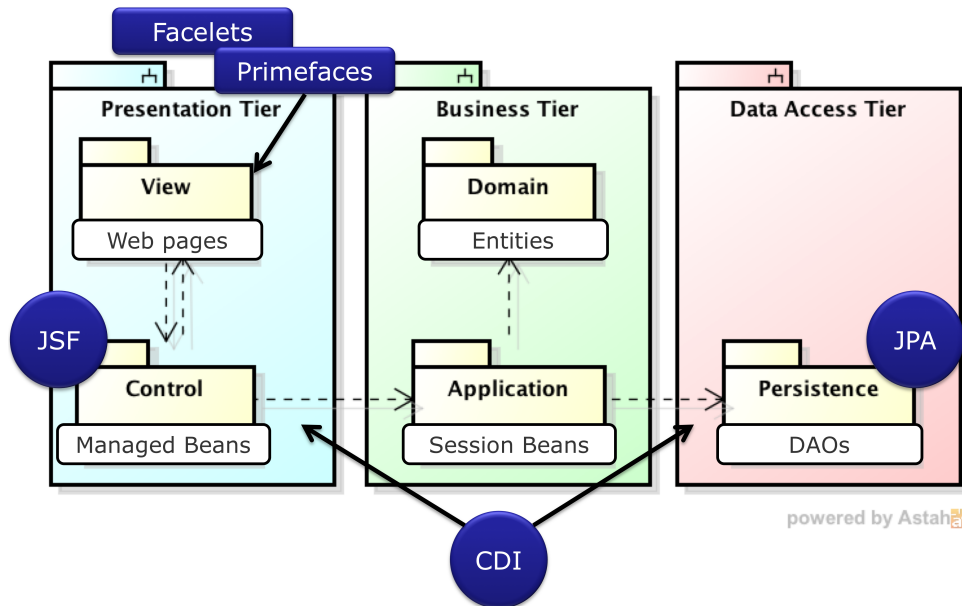 Facelets
Primefaces
Presentation Tier
Business Tier
Data Access Tier
View
Web pages
Domain
Entities
JSF
JPA
Control
Managed Beans
Application
Session Beans
Persistence
DAOs
CDI
powered by Astah